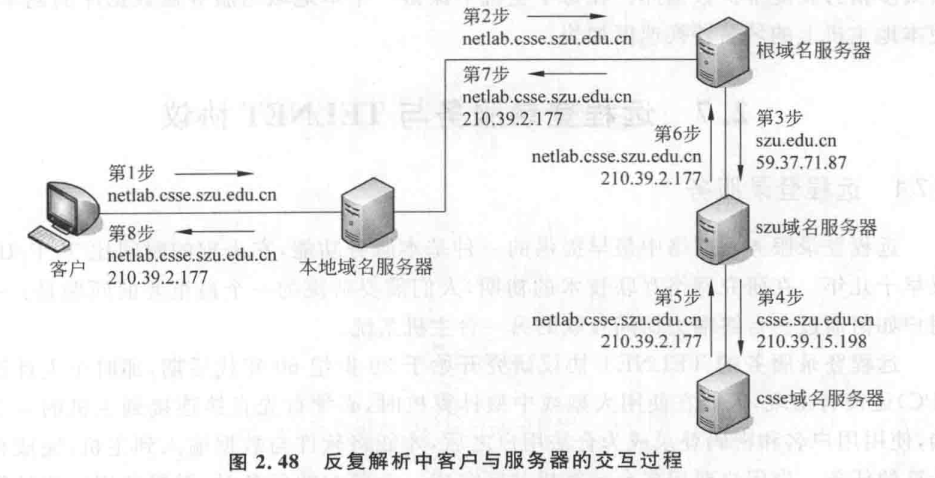 第2步
netlab.csse.szu.edu.cn
根域名服务器
第7步
netlab.csse.szu.edu.cn
210.39.2.177
第6步
netlab.csse.szu.edu.cn
210.39.2.177
第3步
szu.edu.cn
59.37.71.87
第1步
netlab.csse.szu.edu.cn
第8步
netlab.csse.szu.edu.cn
210.39.2.177
客户
本地域名服务器
szu域名服务器
第5步
netlab.csse.szu.edu.cn
210.39.2.177
第4步
csse.szu.edu.cn
210.39.15.198
csse域名服务器
图 2.48 反复解析中客户与服务器的交互过程